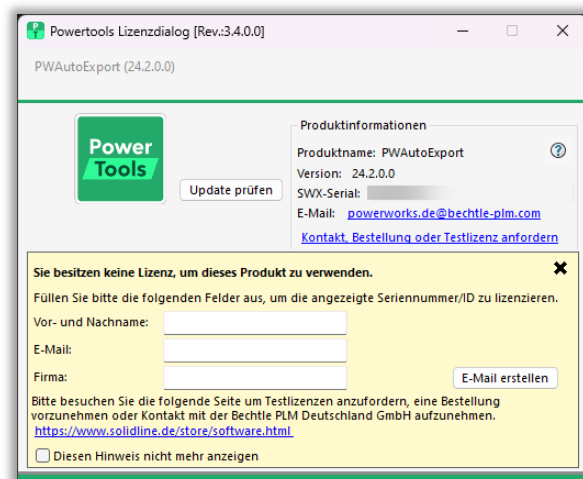 Powertools Lizenzdialog [Rev.:3.4.0.0]
PWAutoExport (24.2.0.0)
Power
Tools
Update prüfen
Produktinformationen
Produktname: PWAutoExport
Version: 24.2.0.0
SWX-Serial:
E-Mail: powerworks.de@bechtle-plm.com
Kontakt, Bestellung oder Testlizenz anfordern
Sie besitzen keine Lizenz, um dieses Produkt zu verwenden.
Füllen Sie bitte die folgenden Felder aus, um die angezeigte Seriennummer/ID zu lizenzieren.
Vor- und Nachname:
E-Mail:
Firma:
E-Mail erstellen
Bitte besuchen Sie die folgende Seite um Testlizenzen anzufordern, eine Bestellung
vorzunehmen oder Kontakt mit der Bechtle PLM Deutschland GmbH aufzunehmen.
https://www.solidline.de/store/software.html
Diesen Hinweis nicht mehr anzeigen